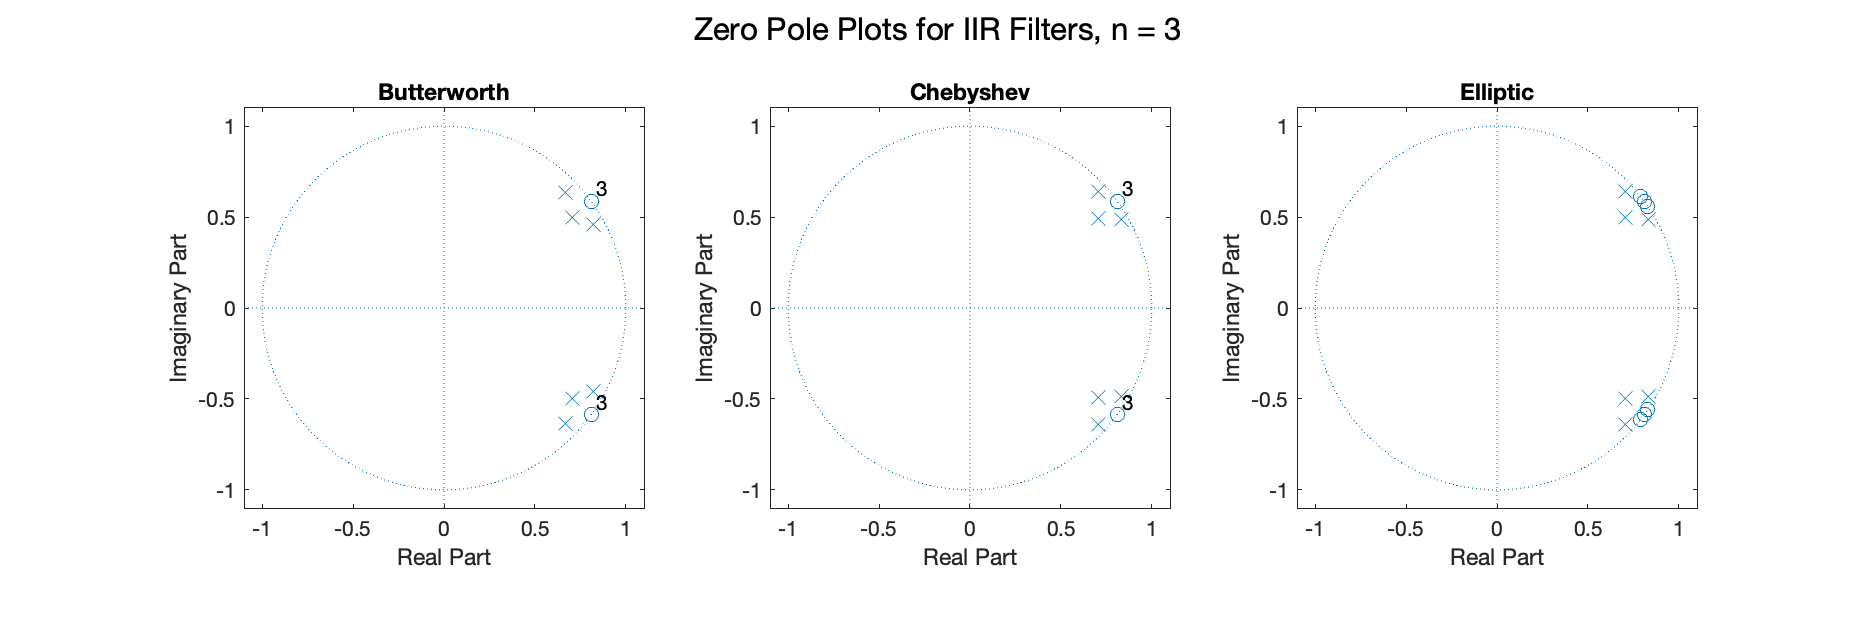 Zero Pole Plots for IIR Filters, n = 3
Butterworth
Imaginary Part
1
0.5
0
-0.5
-1
3
3
-1 -0.5 0 0.5 1
Real Part
Chebyshev
Imaginary Part
1
0.5
0
-0.5
-1
3
3
-1 -0.5 0 0.5 1
Real Part
Elliptic
Imaginary Part
1
0.5
0
-0.5
-1
-1 -0.5 0 0.5 1
Real Part